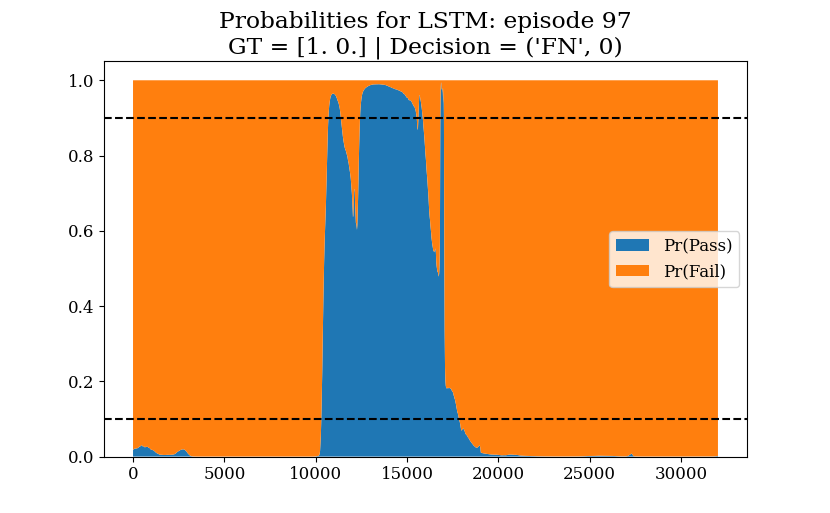 Probabilities for LSTM: episode 97
GT = [1. 0.] | Decision = ('FN', 0)
1.0
0.8
0.6
0.4
0.2
0.0
Pr(Pass)
Pr(Fail)
0 5000 10000 15000 20000 25000 30000